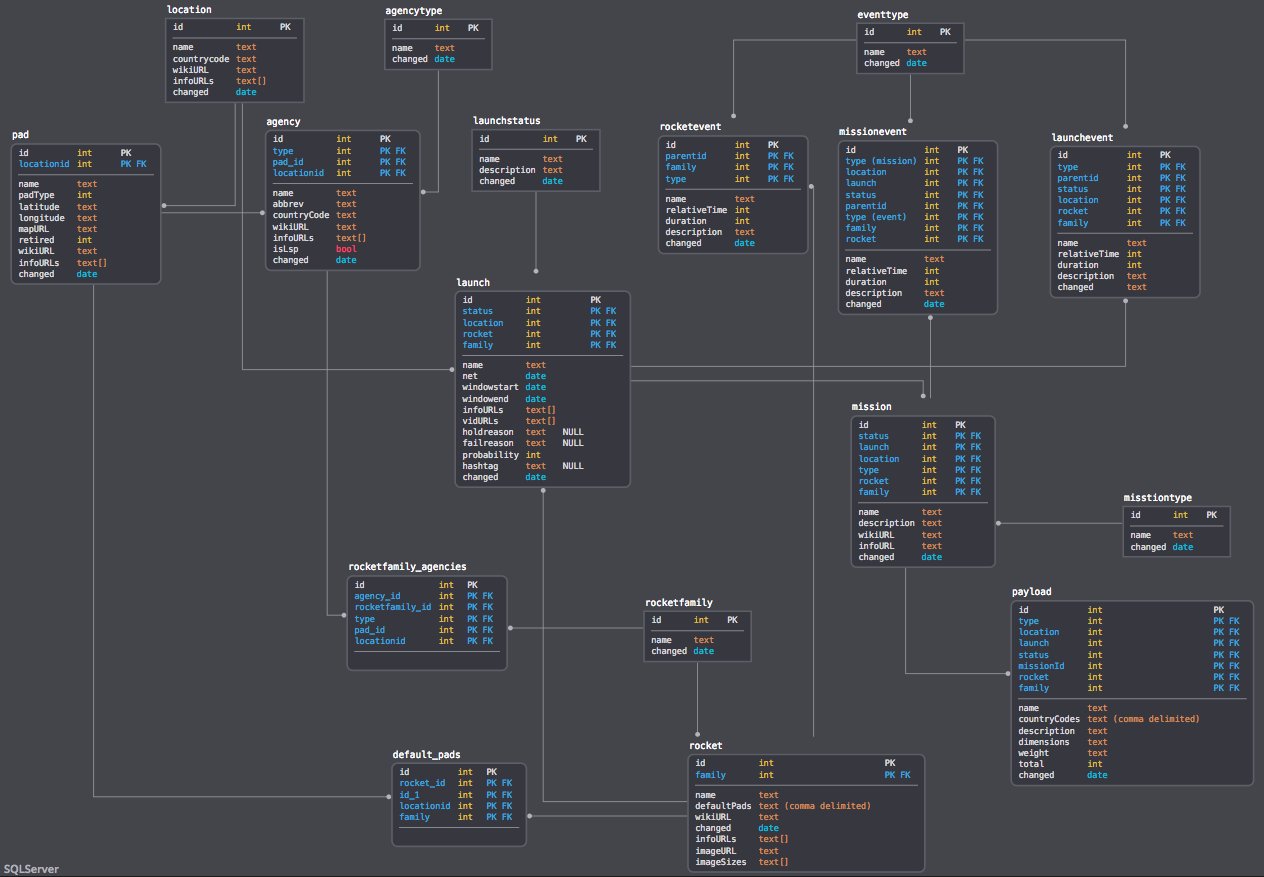 location
id int PK
name text
countrycode text
wikiURL text
infoURLs text[]
changed date
agencytype
id int PK
name text
changed date
eventtype
id int PK
name text
changed date
pad
id int PK
locationid int PK FK
name text
padType int
latitude text
longitude text
mapURL text
retired int
wikiURL text
infoURLs text[]
changed date
agency
id int PK
type int PK FK
pad_id int PK FK
locationid int PK FK
name text
abbrev text
countryCode text
wikiURL text
infoURLs text[]
isLsp bool
changed date
launchstatus
id int PK
name text
description text
changed date
rocketevent
id int PK
parentid int PK FK
family int PK FK
type int PK FK
name text
relativeTime int
duration int
description text
changed date
missionevent
id int PK
type (mission) int PK FK
location int PK FK
launch int PK FK
status int PK FK
parentid int PK FK
type (event) int PK FK
family int PK FK
rocket int PK FK
name text
relativeTime int
duration int
description text
changed date
launchevent
id int PK
type int PK FK
parentid int PK FK
status int PK FK
location int PK FK
rocket int PK FK
family int PK FK
name text
relativeTime int
duration int
description text
changed text
launch
id int PK
status int PK FK
location int PK FK
rocket int PK FK
family int PK FK
name text
net date
windowstart date
windowend date
infoURLs text[]
vidURLs text[]
holdreason text NULL
failreason text NULL
probability int
hashtag text NULL
changed date
mission
id int PK
status int PK FK
launch int PK FK
location int PK FK
type int PK FK
rocket int PK FK
family int PK FK
name text
description text
wikiURL text
infoURL text
changed date
misstiontype
id int PK
name text
changed date
rocketfamily_agencies
id int PK
agency_id int PK FK
rocketfamily_id int PK FK
type int PK FK
pad_id int PK FK
locationid int PK FK
rocketfamily
id int PK
name text
changed date
payload
id int PK
type int PK FK
location int PK FK
launch int PK FK
status int PK FK
missionId int PK FK
rocket int PK FK
family int PK FK
name text
countryCodes text (comma delimited)
description text
dimensions text
weight text
total int
changed date
default_pads
id int PK
rocket_id int PK FK
id_1 int PK FK
locationid int PK FK
family int PK FK
rocket
id int PK
family int PK FK
name text
defaultPads text (comma delimited)
wikiURL text
changed date
infoURLs text[]
imageURL text
imageSizes text[]
SQLServer